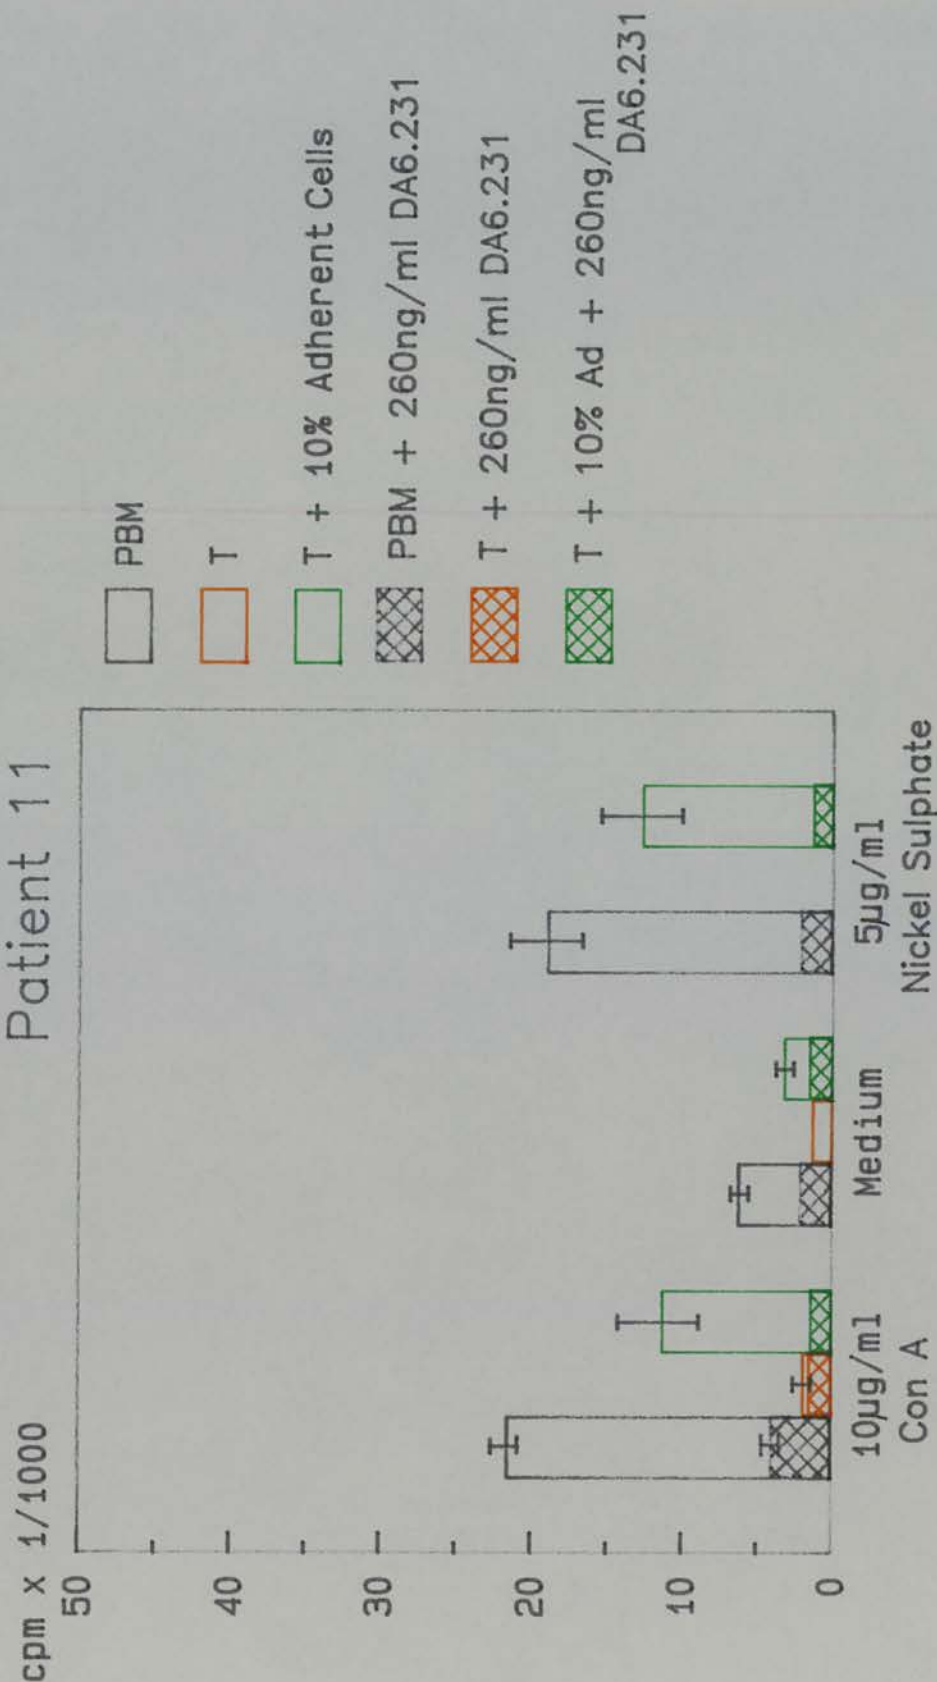 Patient 11
cpm x 1/1000
50
40
30
20
10
0
10µg/ml
Con A
Medium
5µg/ml
Nickel Sulphate
PBM
T
T + 10% Adherent Cells
PBM + 260ng/ml DA6.231
T + 260ng/ml DA6.231
T + 10% Ad + 260ng/ml
DA6.231